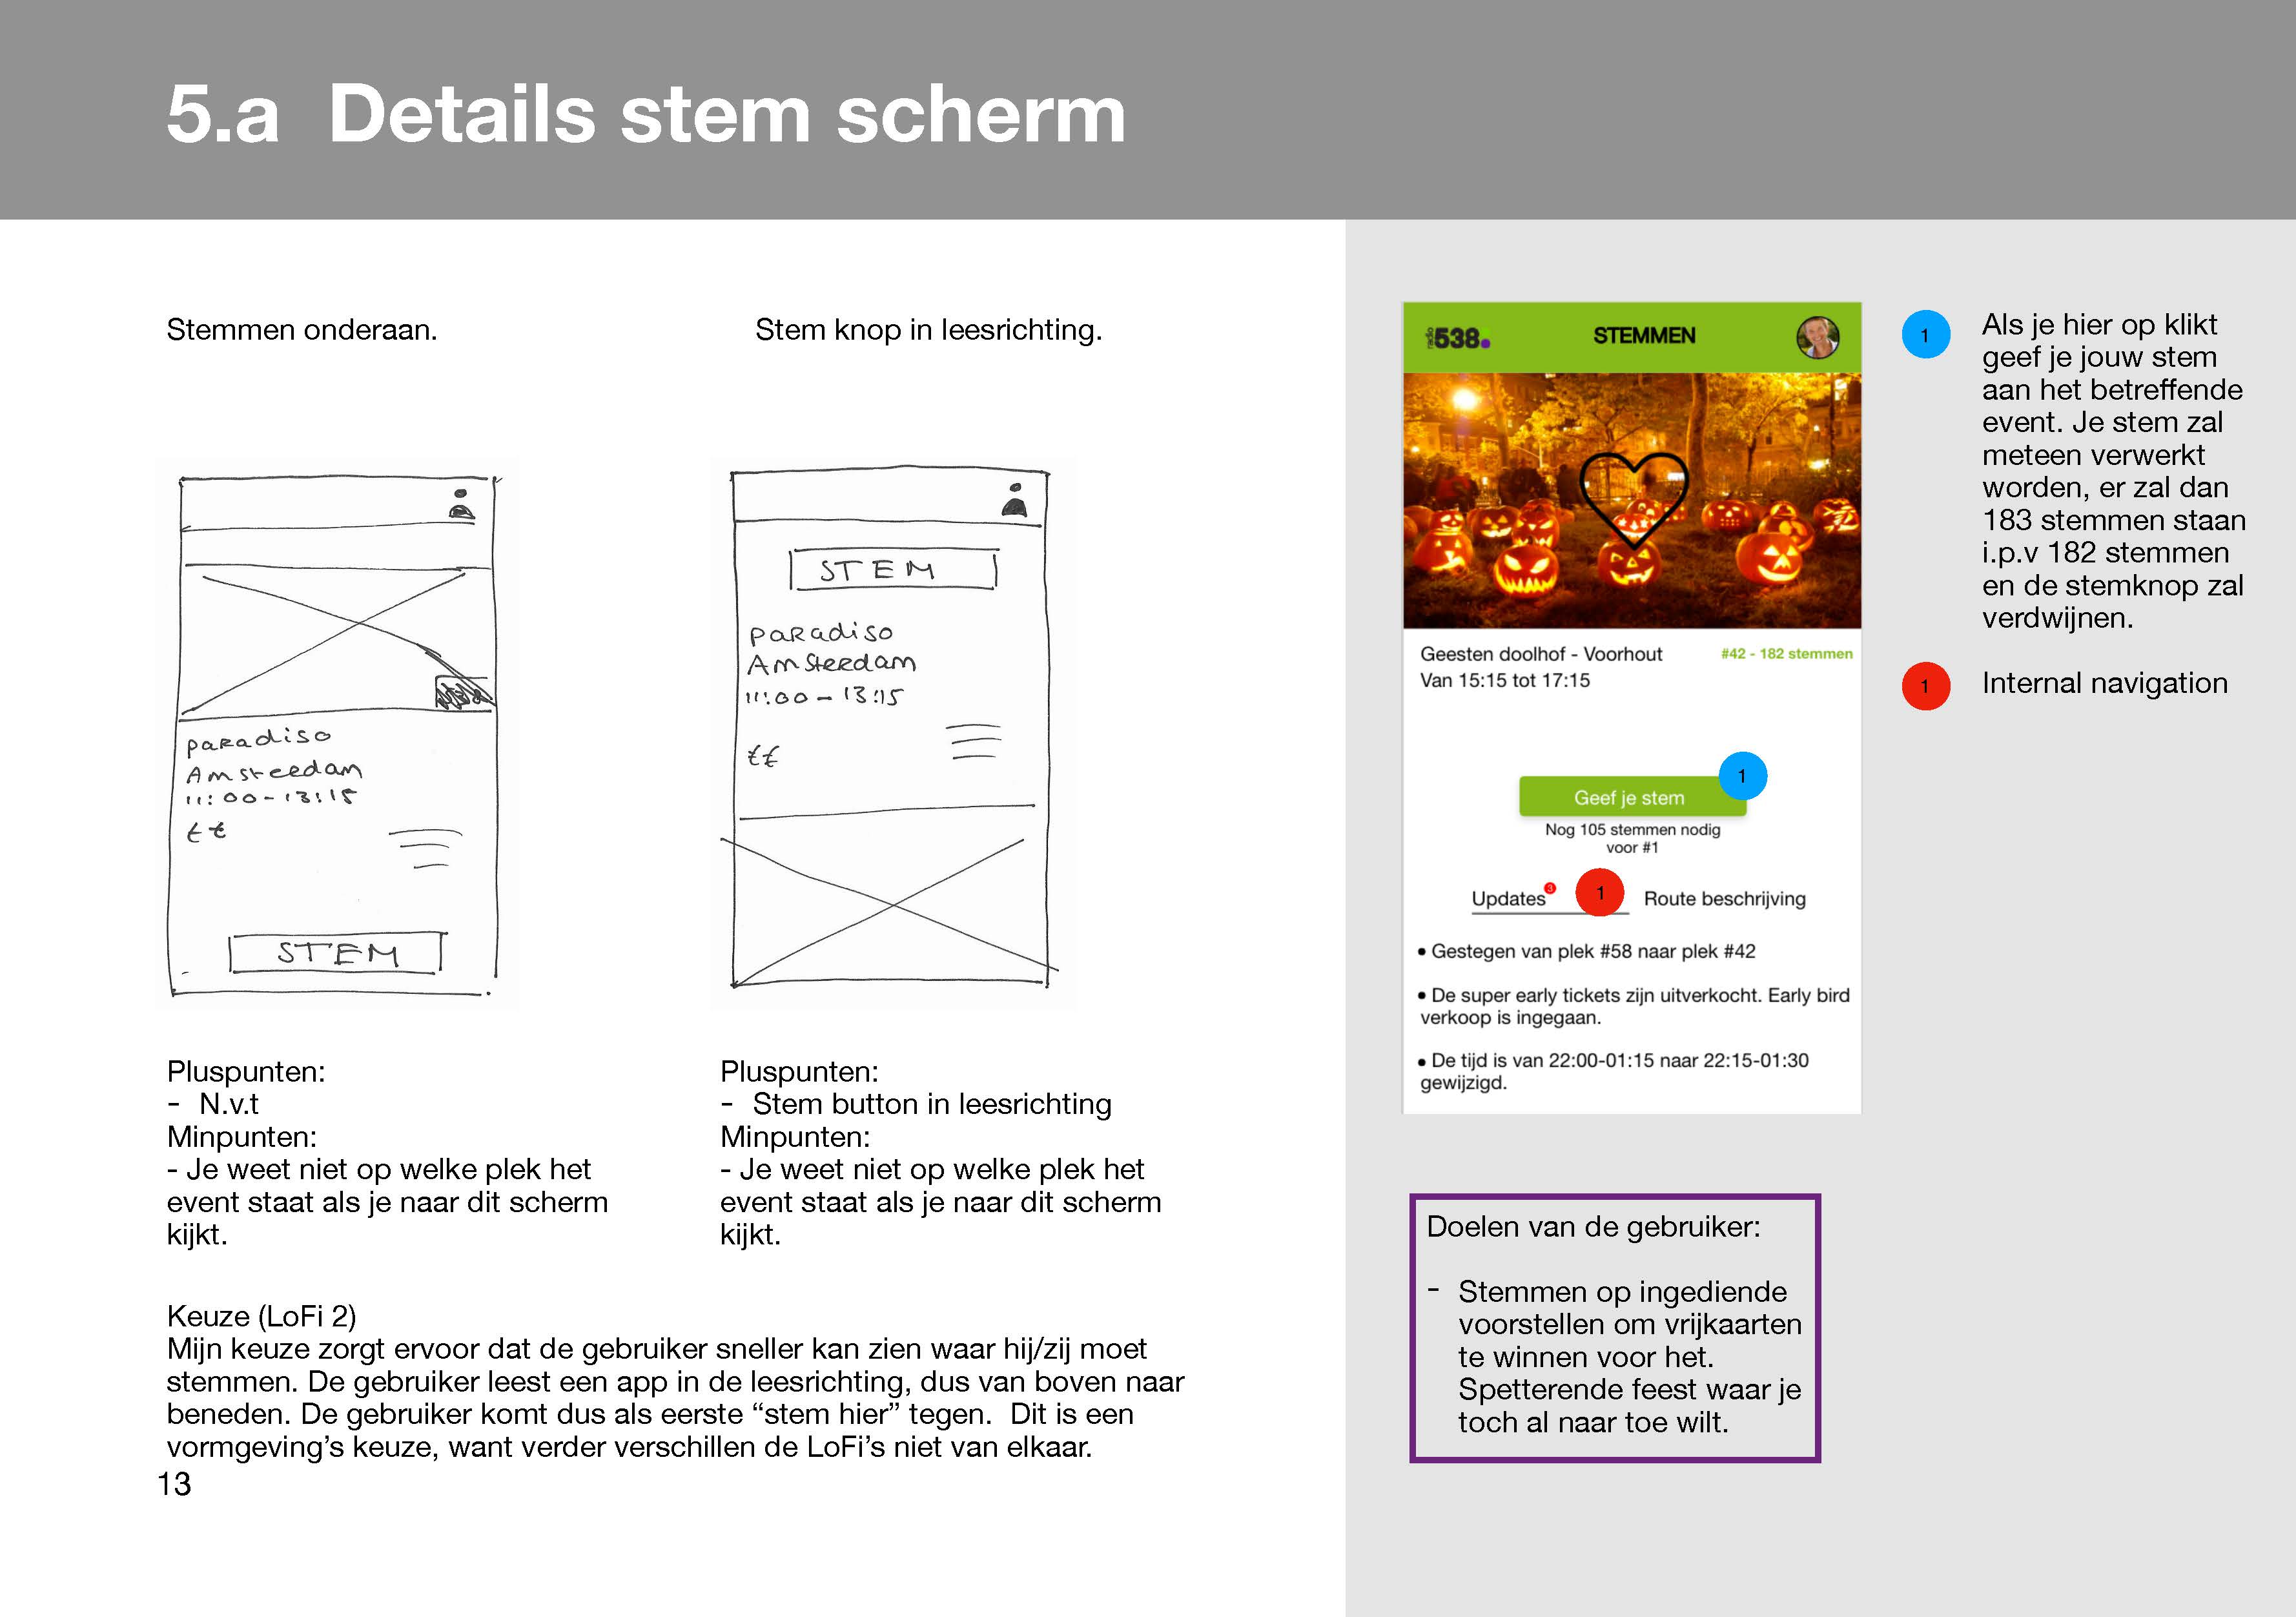 5.a Details stem scherm
Stemmen onderaan.
STEM
paradiso
Amsterdam
11:00-13:15
€€
STEM
Pluspunten:
- N.v.t
Minpunten:
- Je weet niet op welke plek het
event staat als je naar dit scherm
kijkt.
Stem knop in leesrichting.
STEM
paradiso
Amsterdam
11:00-13:15
€€
Pluspunten:
- Stem button in leesrichting
Minpunten:
- Je weet niet op welke plek het
event staat als je naar dit scherm
kijkt.
Keuze (LoFi 2)
Mijn keuze zorgt ervoor dat de gebruiker sneller kan zien waar hij/zij moet
stemmen. De gebruiker leest een app in de leesrichting, dus van boven naar
beneden. De gebruiker komt dus als eerste “stem hier” tegen.  Dit is een
vormgeving’s keuze, want verder verschillen de LoFi’s niet van elkaar.
13
radio 538.
STEMMEN
Geesten doolhof - Voorhout
#42 - 182 stemmen
Van 15:15 tot 17:15
1
Geef je stem
Nog 105 stemmen nodig
voor #1
Updates 3
1
Route beschrijving
• Gestegen van plek #58 naar plek #42
• De super early tickets zijn uitverkocht. Early bird
verkoop is ingegaan.
• De tijd is van 22:00-01:15 naar 22:15-01:30
gewijzigd.
1
Als je hier op klikt
geef je jouw stem
aan het betreffende
event. Je stem zal
meteen verwerkt
worden, er zal dan
183 stemmen staan
i.p.v 182 stemmen
en de stemknop zal
verdwijnen.
1
Internal navigation
Doelen van de gebruiker:
- Stemmen op ingediende
voorstellen om vrijkaarten
te winnen voor het.
Spetterende feest waar je
toch al naar toe wilt.